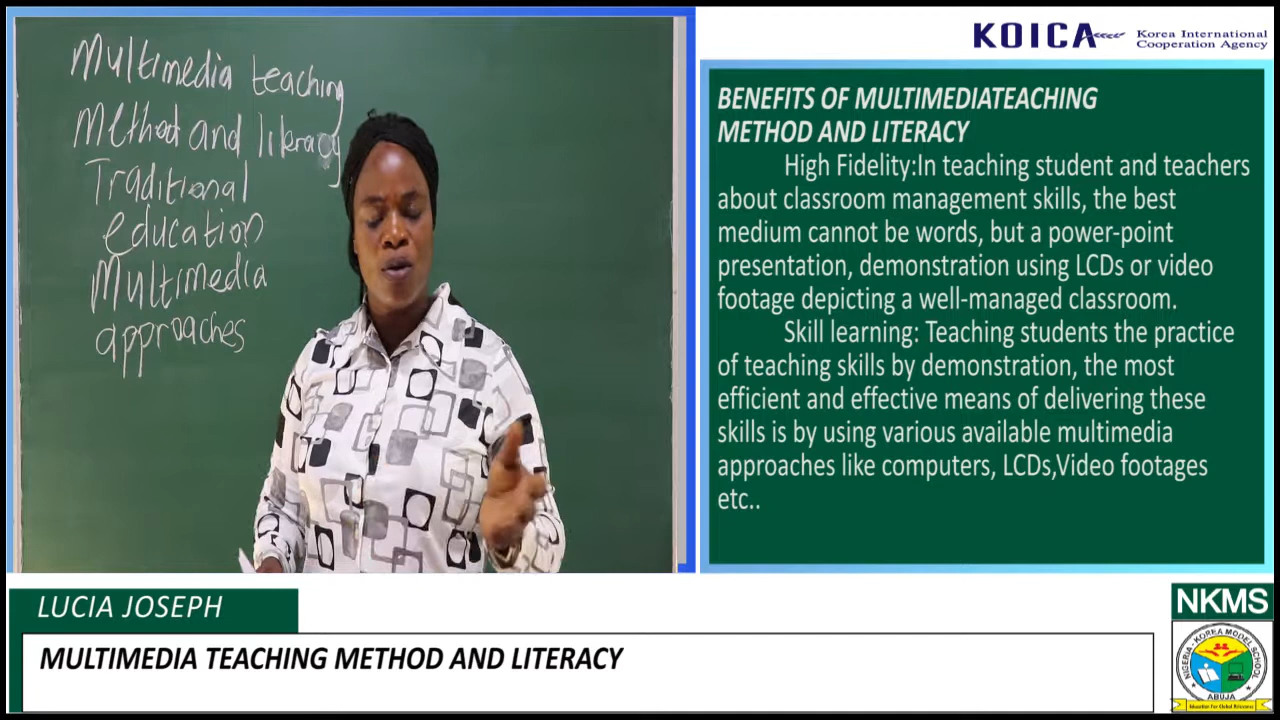 Multimedia teaching
Method and literacy
Traditional
education
Multimedia
approaches
KOICA
Korea International
Cooperation Agency
BENEFITS OF MULTIMEDIATEACHING
METHOD AND LITERACY
High Fidelity:In teaching student and teachers
about classroom management skills, the best
medium cannot be words, but a power-point
presentation, demonstration using LCDs or video
footage depicting a well-managed classroom.
Skill learning: Teaching students the practice
of teaching skills by demonstration, the most
efficient and effective means of delivering these
skills is by using various available multimedia
approaches like computers, LCDs,Video footages
etc..
LUCIA JOSEPH
MULTIMEDIA TEACHING METHOD AND LITERACY
NKMS
NIGERIA - KOREA MODEL SCHOOL
ABUJA
Education For Global Relevance